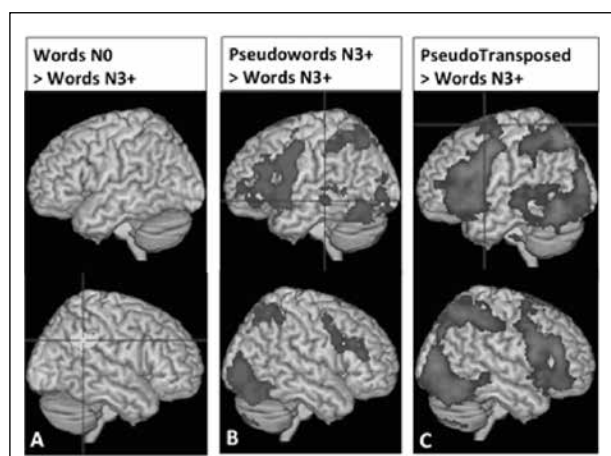 Words N0
> Words N3+
Pseudowords N3+
> Words N3+
PseudoTransposed
> Words N3+
A
B
C